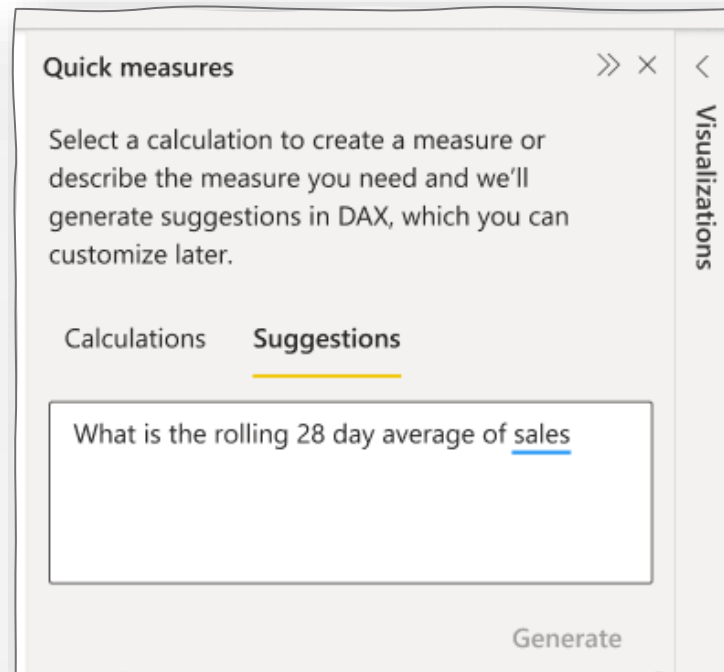 Quick measures
Select a calculation to create a measure or
describe the measure you need and we'll
generate suggestions in DAX, which you can
customize later.
Calculations Suggestions
What is the rolling 28 day average of sales
Generate
Visualizations